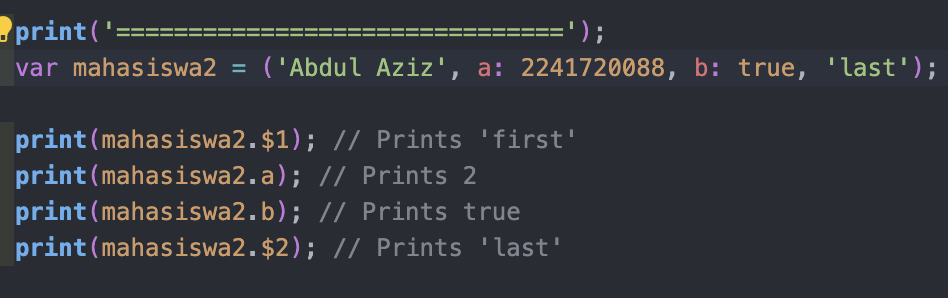 print('===============================');
var mahasiswa2 = ('Abdul Aziz', a: 2241720088, b: true, 'last');
print(mahasiswa2.$1); // Prints 'first'
print(mahasiswa2.a); // Prints 2
print(mahasiswa2.b); // Prints true
print(mahasiswa2.$2); // Prints 'last'